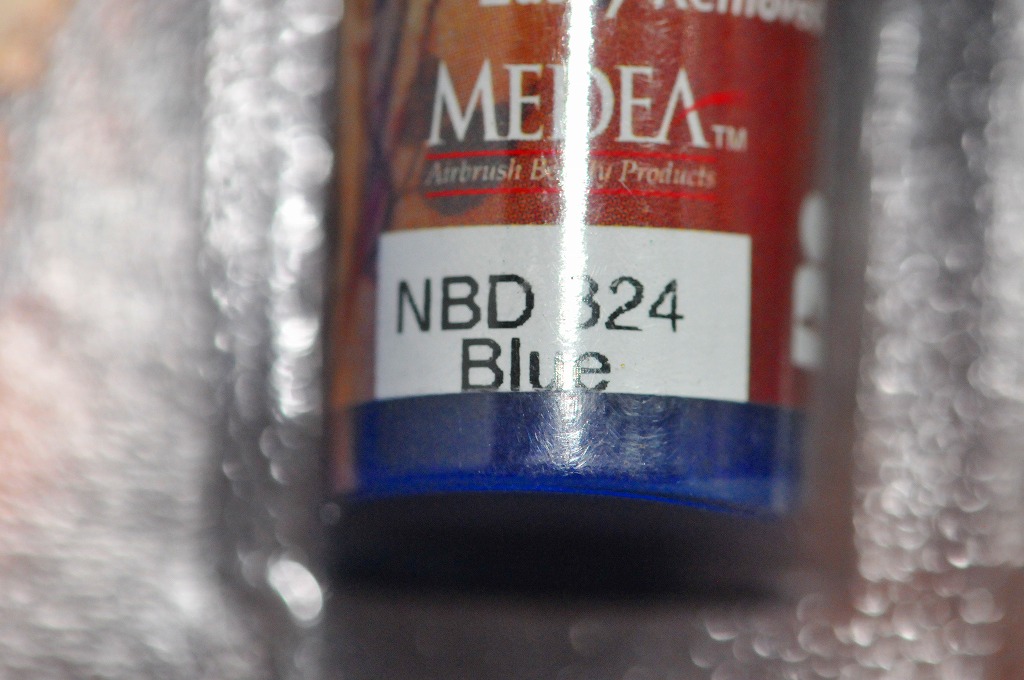 MEDEA™
Airbrush Beauty Products
NBD 324
Blue